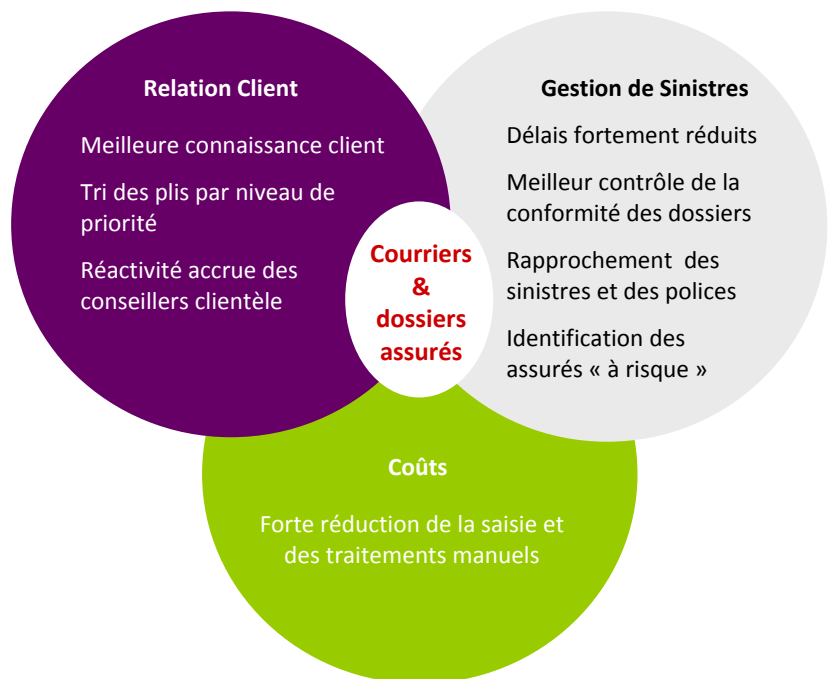 Relation Client
Meilleure connaissance client
Tri des plis par niveau de
priorité
Réactivité accrue des
conseillers clientèle
Gestion de Sinistres
Délais fortement réduits
Meilleur contrôle de la
conformité des dossiers
Rapprochement des
sinistres et des polices
Identification des
assurés « à risque »
Courriers
&
dossiers
assurés
Coûts
Forte réduction de la saisie et
des traitements manuels